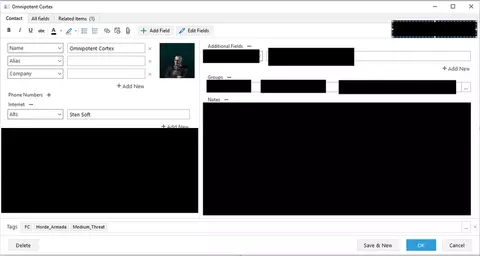 Omnipotent Cortex
Contact All fields Related items (1)
B I U abc Add Field Edit Fields
Name Omnipotent Cortex
Alias
Company
Add New
Phone Numbers
Internet
Alts Sten Soft
Add New
Additional Fields
Add New
Groups
...
Notes
Tags FC Horde_Armada Medium_Threat ...
Delete Save & New OK Cancel